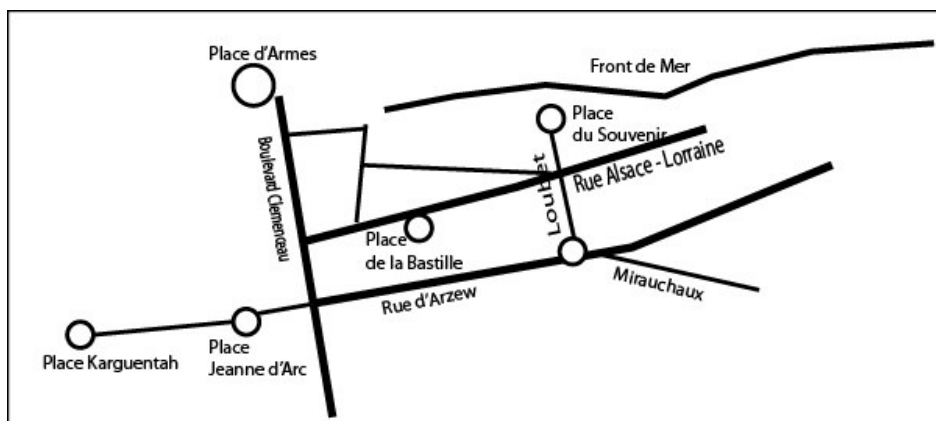 Place d'Armes
Front de Mer
Place
du Souvenir
Boulevard Clemenceau
Loubet
Rue Alsace - Lorraine
Place
de la Bastille
Mirauchaux
Rue d'Arzew
Place
Jeanne d'Arc
Place Karguentah